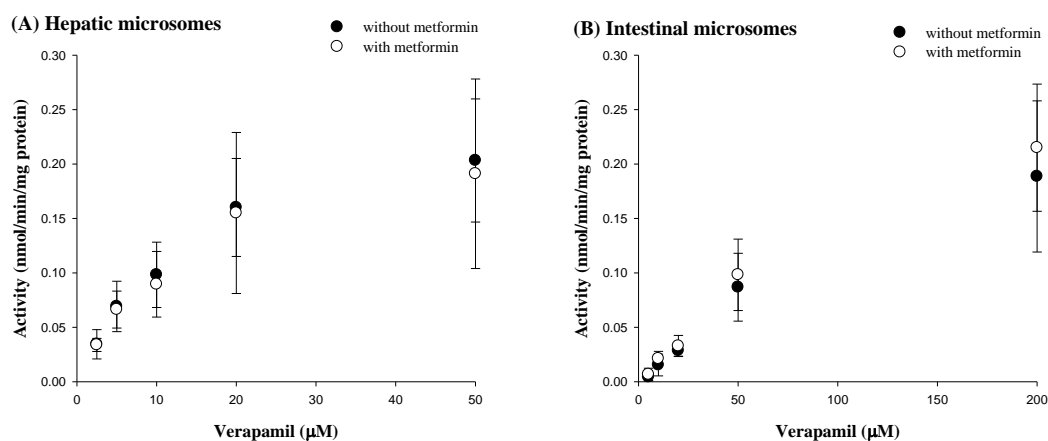 (A) Hepatic microsomes
without metformin
with metformin
0.30
0.25
0.20
0.15
0.10
0.05
0.00
Activity (nmol/min/mg protein)
0 10 20 30 40 50
Verapamil (μM)
(B) Intestinal microsomes
without metformin
with metformin
0.30
0.25
0.20
0.15
0.10
0.05
0.00
Activity (nmol/min/mg protein)
0 50 100 150 200
Verapamil (μM)